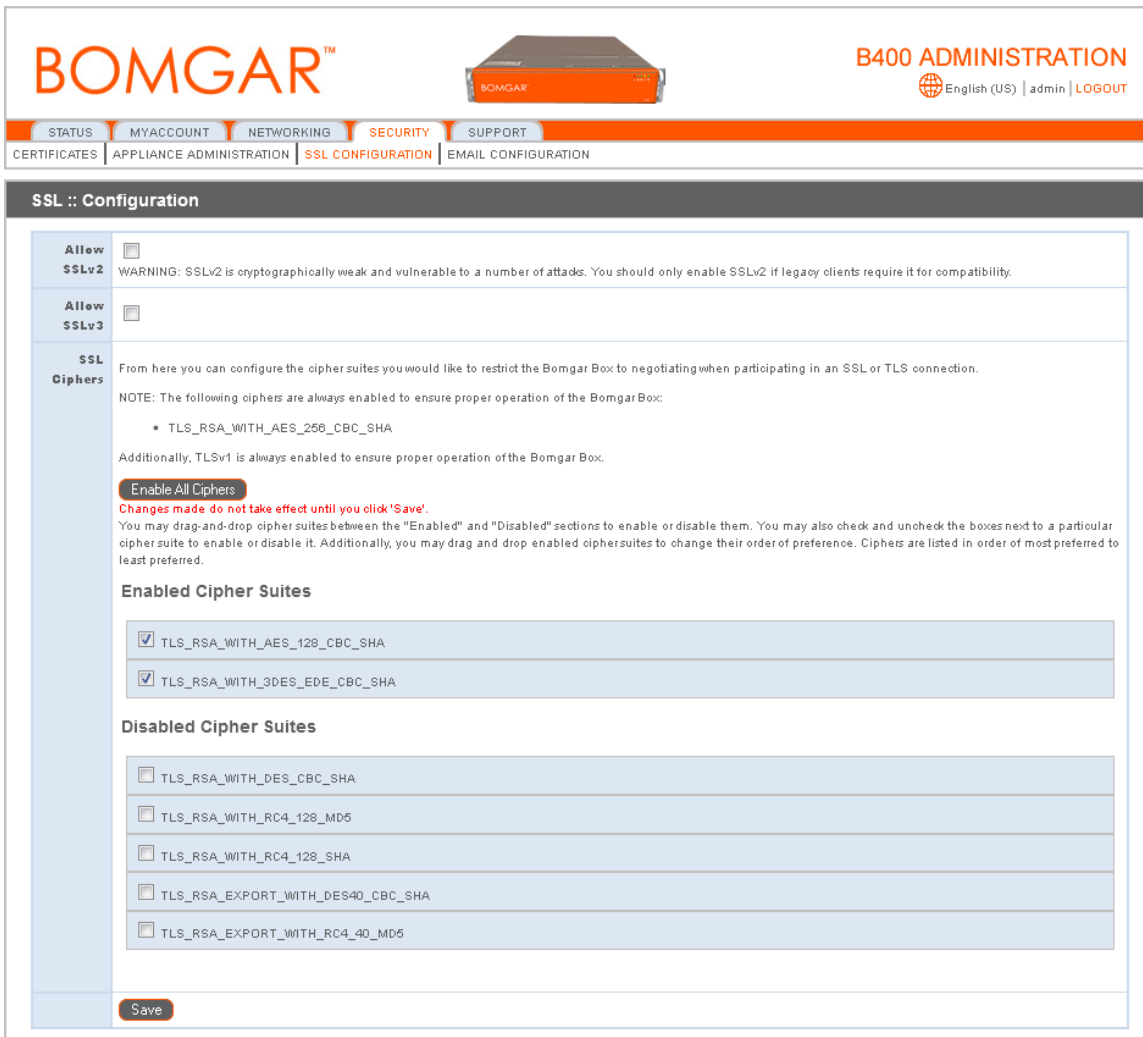 BOMGAR™
BOMGAR
B400 ADMINISTRATION
English (US) | admin | LOGOUT
STATUS MYACCOUNT NETWORKING SECURITY SUPPORT
CERTIFICATES | APPLIANCE ADMINISTRATION | SSL CONFIGURATION | EMAIL CONFIGURATION
SSL :: Configuration
Allow
SSLv2
WARNING: SSLv2 is cryptographically weak and vulnerable to a number of attacks. You should only enable SSLv2 if legacy clients require it for compatibility.
Allow
SSLv3
SSL
Ciphers
From here you can configure the cipher suites you would like to restrict the Bomgar Box to negotiating when participating in an SSL or TLS connection.
NOTE: The following ciphers are always enabled to ensure proper operation of the Bomgar Box:
• TLS_RSA_WITH_AES_256_CBC_SHA
Additionally, TLSv1 is always enabled to ensure proper operation of the Bomgar Box.
Enable All Ciphers
Changes made do not take effect until you click 'Save'.
You may drag-and-drop cipher suites between the "Enabled" and "Disabled" sections to enable or disable them. You may also check and uncheck the boxes next to a particular
cipher suite to enable or disable it. Additionally, you may drag and drop enabled cipher suites to change their order of preference. Ciphers are listed in order of most preferred to
least preferred.
Enabled Cipher Suites
TLS_RSA_WITH_AES_128_CBC_SHA
TLS_RSA_WITH_3DES_EDE_CBC_SHA
Disabled Cipher Suites
TLS_RSA_WITH_DES_CBC_SHA
TLS_RSA_WITH_RC4_128_MD5
TLS_RSA_WITH_RC4_128_SHA
TLS_RSA_EXPORT_WITH_DES40_CBC_SHA
TLS_RSA_EXPORT_WITH_RC4_40_MD5
Save